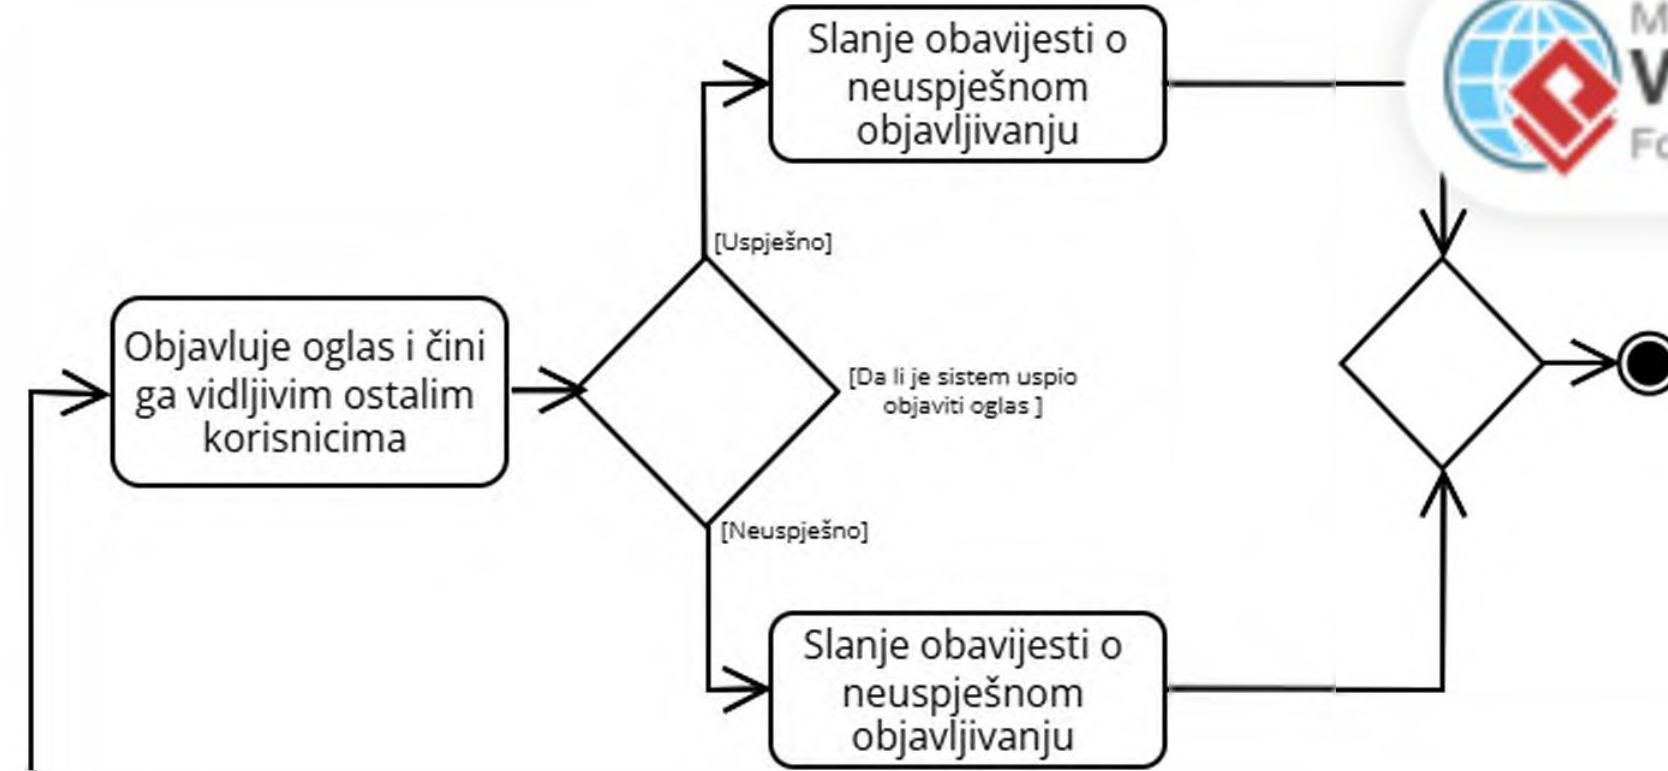 Slanje obavijesti o
neuspješnom
objavljivanju
[Uspješno]
Objavluje oglas i čini
ga vidljivim ostalim
korisnicima
[Da li je sistem uspio
objaviti oglas ]
[Neuspješno]
Slanje obavijesti o
neuspješnom
objavljivanju